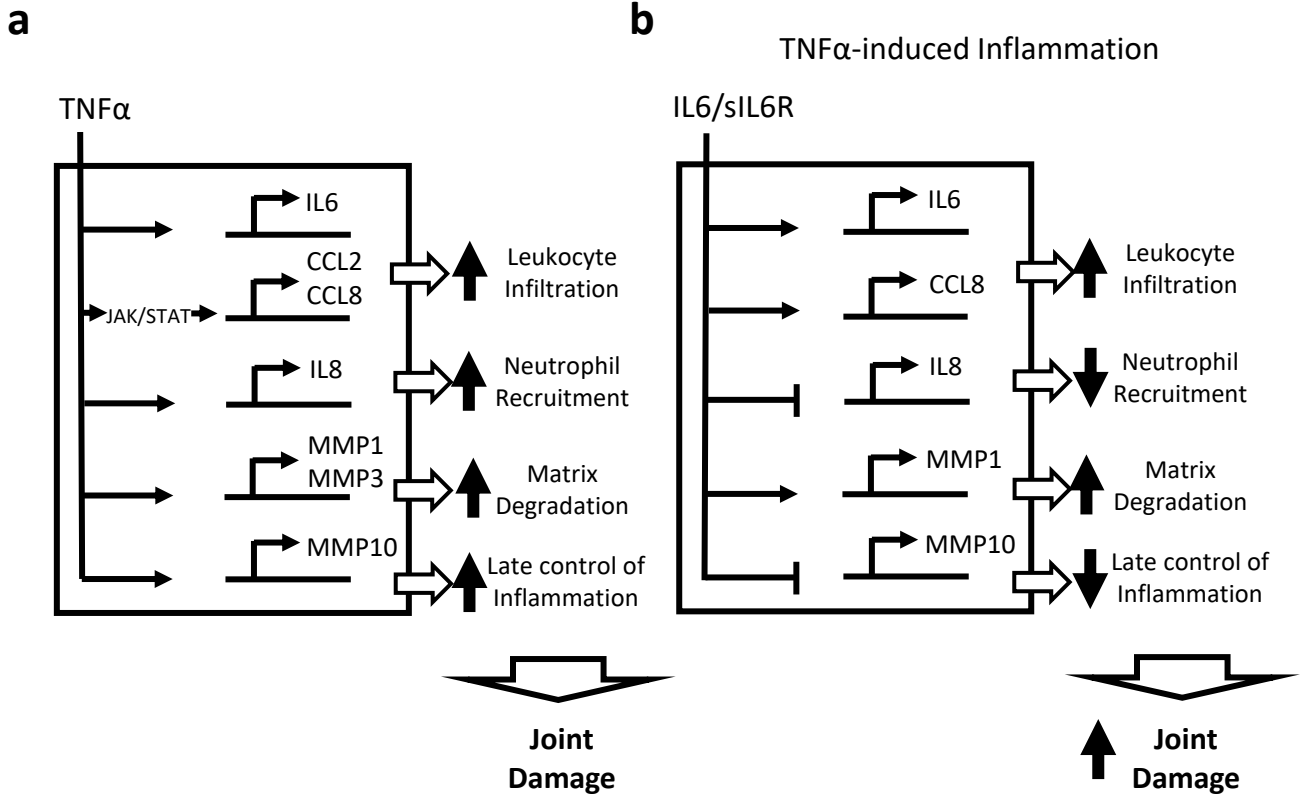 a
TNFα
IL6
CCL2
CCL8
JAK/STAT
IL8
MMP1
MMP3
MMP10
Leukocyte
Infiltration
Neutrophil
Recruitment
Matrix
Degradation
Late control of
Inflammation
Joint
Damage
b
TNFα-induced Inflammation
IL6/sIL6R
IL6
CCL8
IL8
MMP1
MMP10
Leukocyte
Infiltration
Neutrophil
Recruitment
Matrix
Degradation
Late control of
Inflammation
Joint
Damage